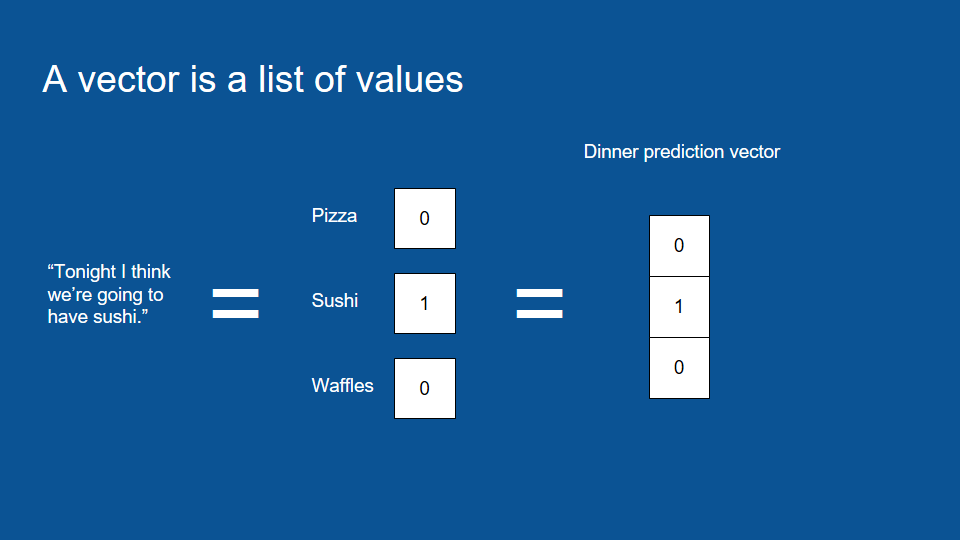 A vector is a list of values
Dinner prediction vector
“Tonight I think
we’re going to
have sushi.”
=
Pizza 0
Sushi 1
Waffles 0
=
0
1
0